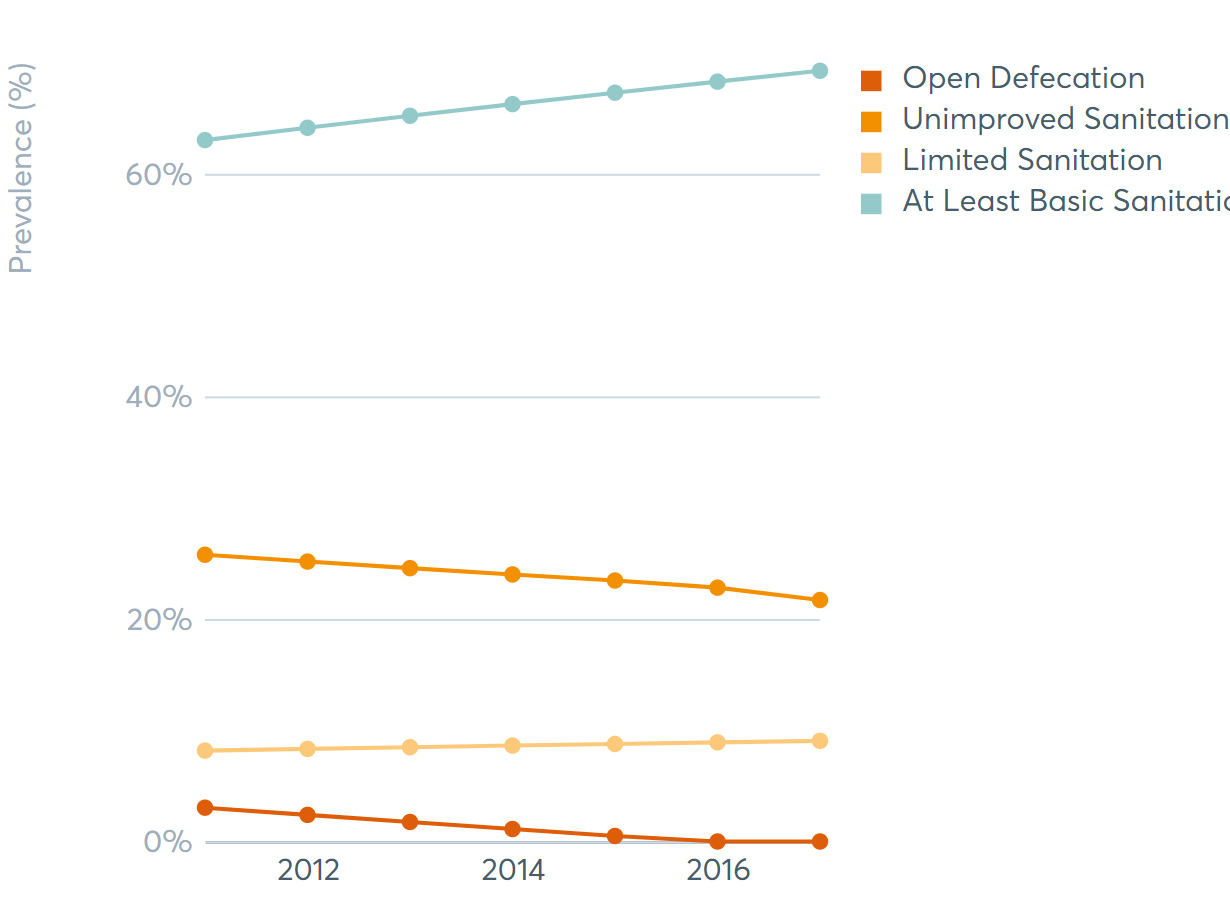 Prevalence (%)
Open Defecation
Unimproved Sanitation
Limited Sanitation
At Least Basic Sanitatio
60%
40%
20%
0%
2012
2014
2016